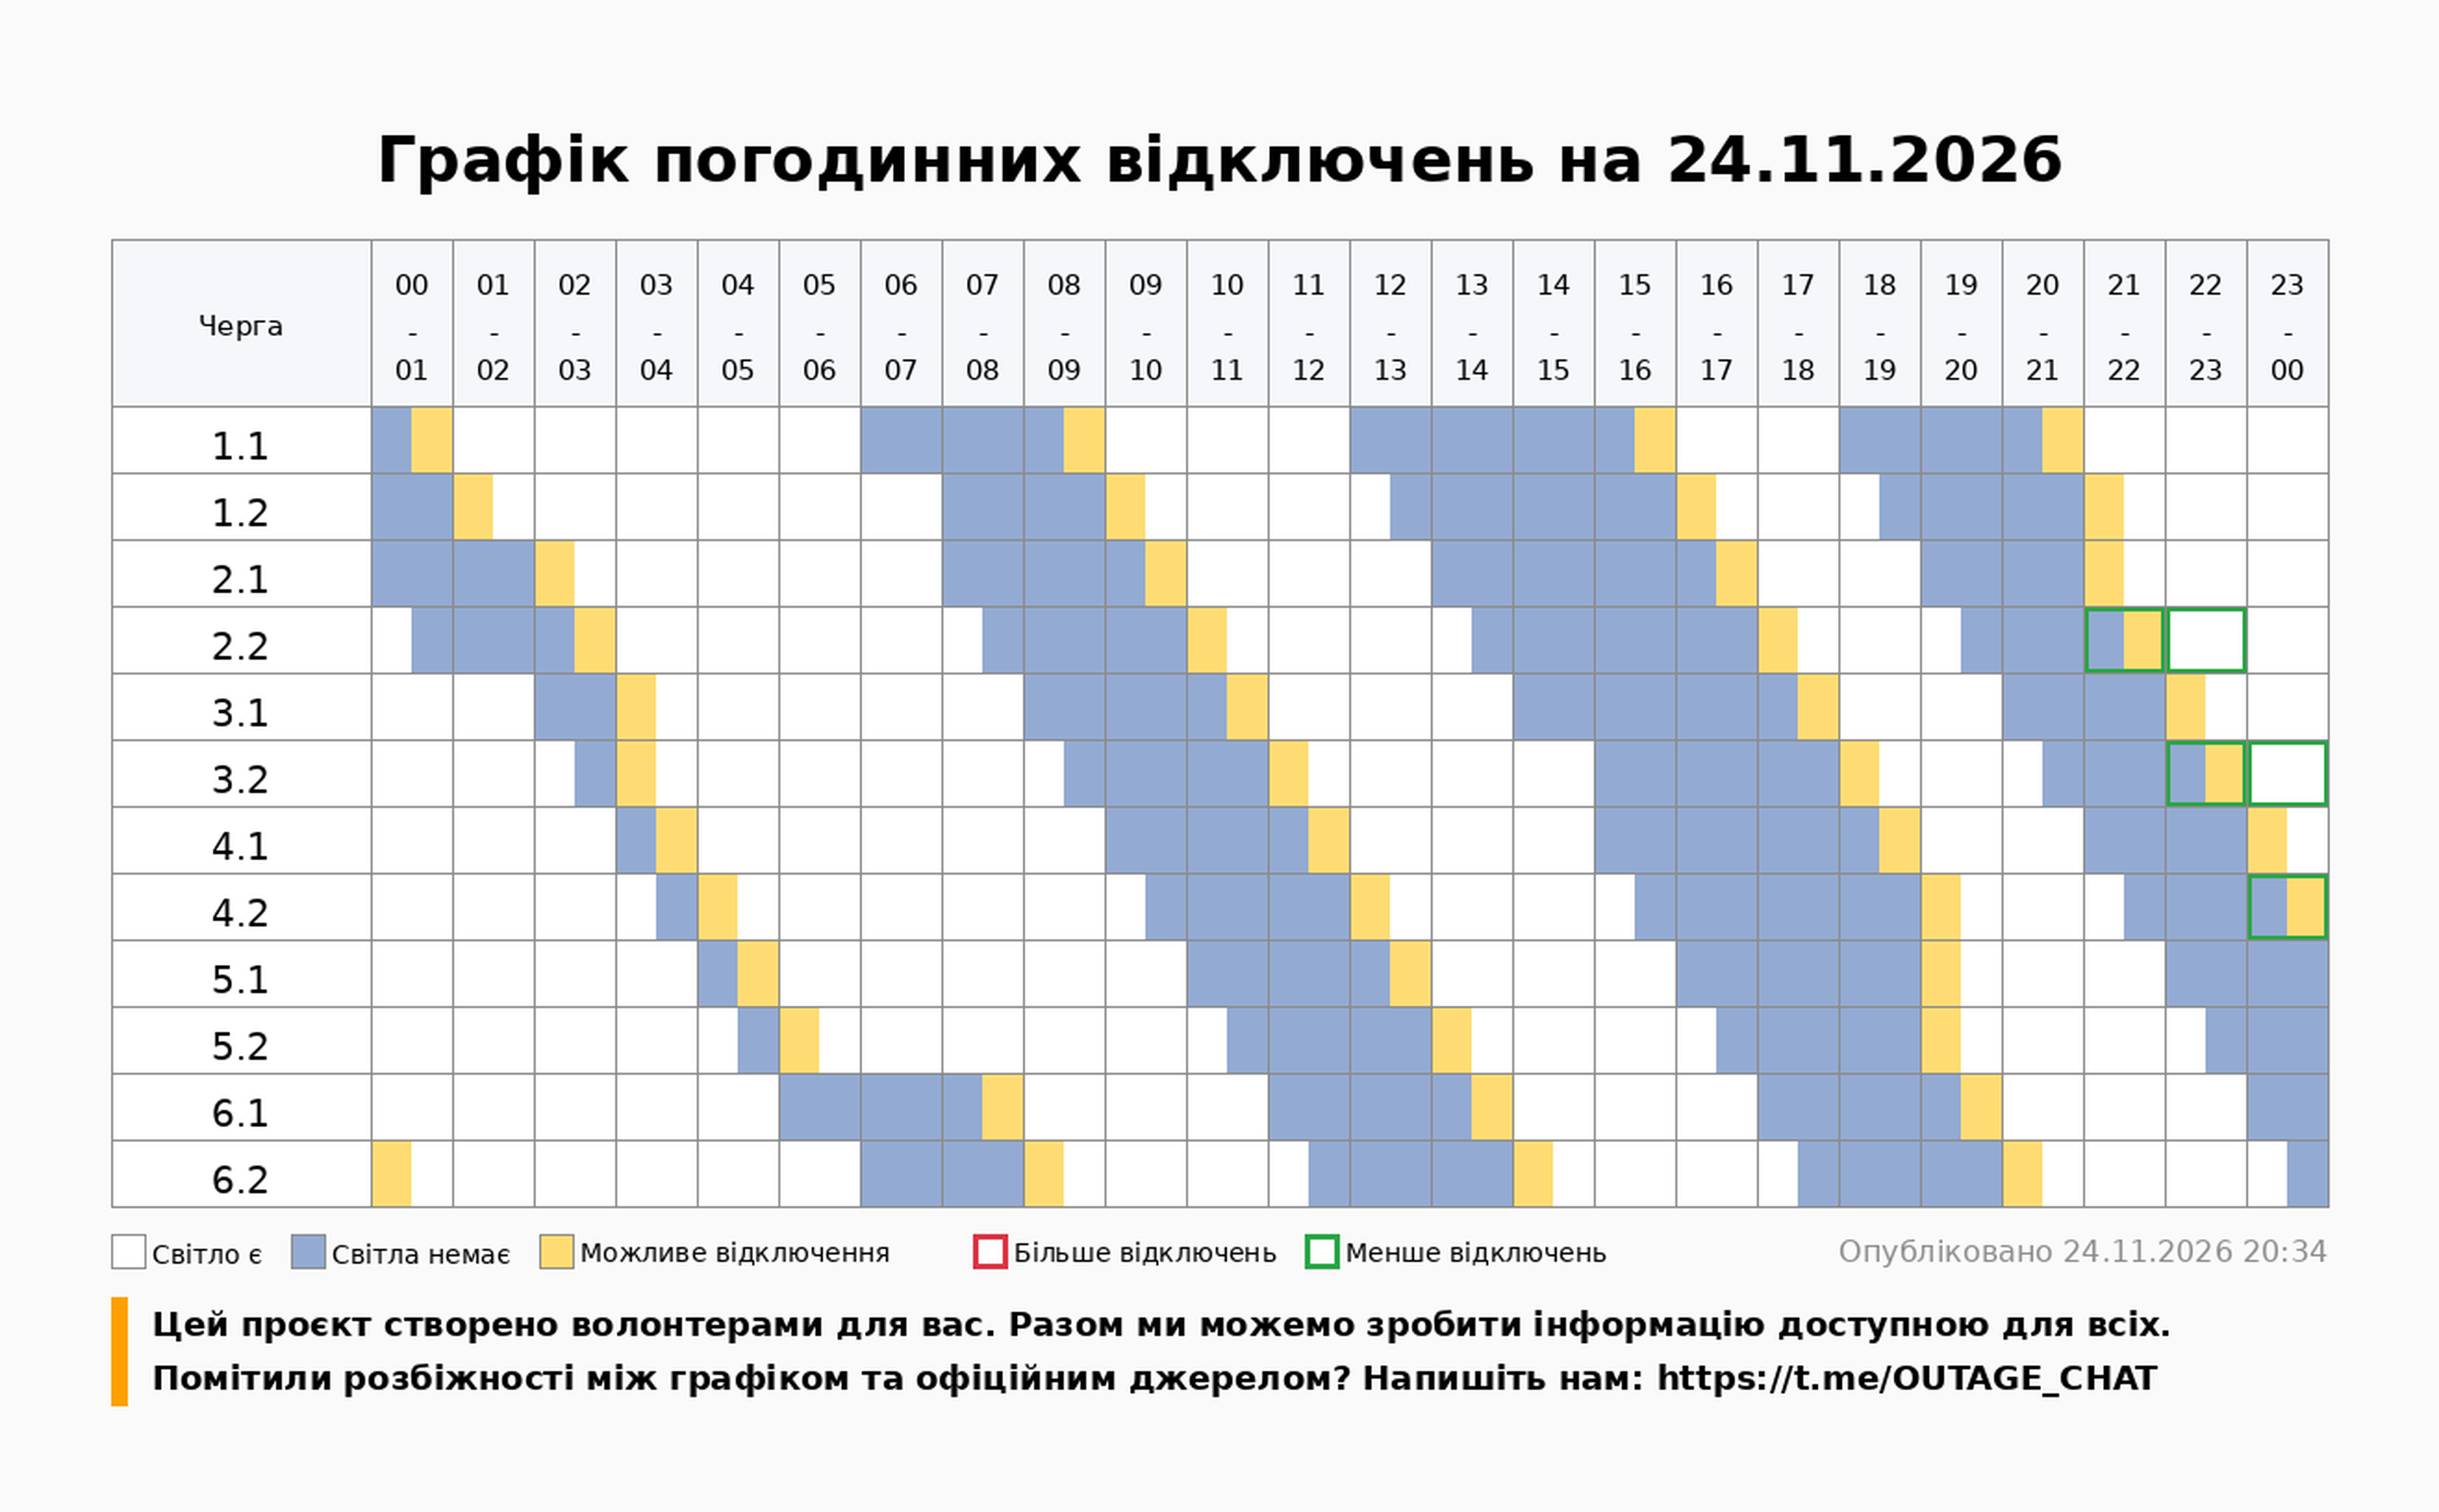 Графік погодинних відключень на 24.11.2026
Черга 00 - 01 01 - 02 02 - 03 03 - 04 04 - 05 05 - 06 06 - 07 07 - 08 08 - 09 09 - 10 10 - 11 11 - 12 12 - 13 13 - 14 14 - 15 15 - 16 16 - 17 17 - 18 18 - 19 19 - 20 20 - 21 21 - 22 22 - 23 23 - 00
1.1
1.2
2.1
2.2
3.1
3.2
4.1
4.2
5.1
5.2
6.1
6.2
Світло є Світла немає Можливе відключення Більше відключень Менше відключень Опубліковано 24.11.2026 20:34
Цей проєкт створено волонтерами для вас. Разом ми можемо зробити інформацію доступною для всіх.
Помітили розбіжності між графіком та офіційним джерелом? Напишіть нам: https://t.me/OUTAGE_CHAT